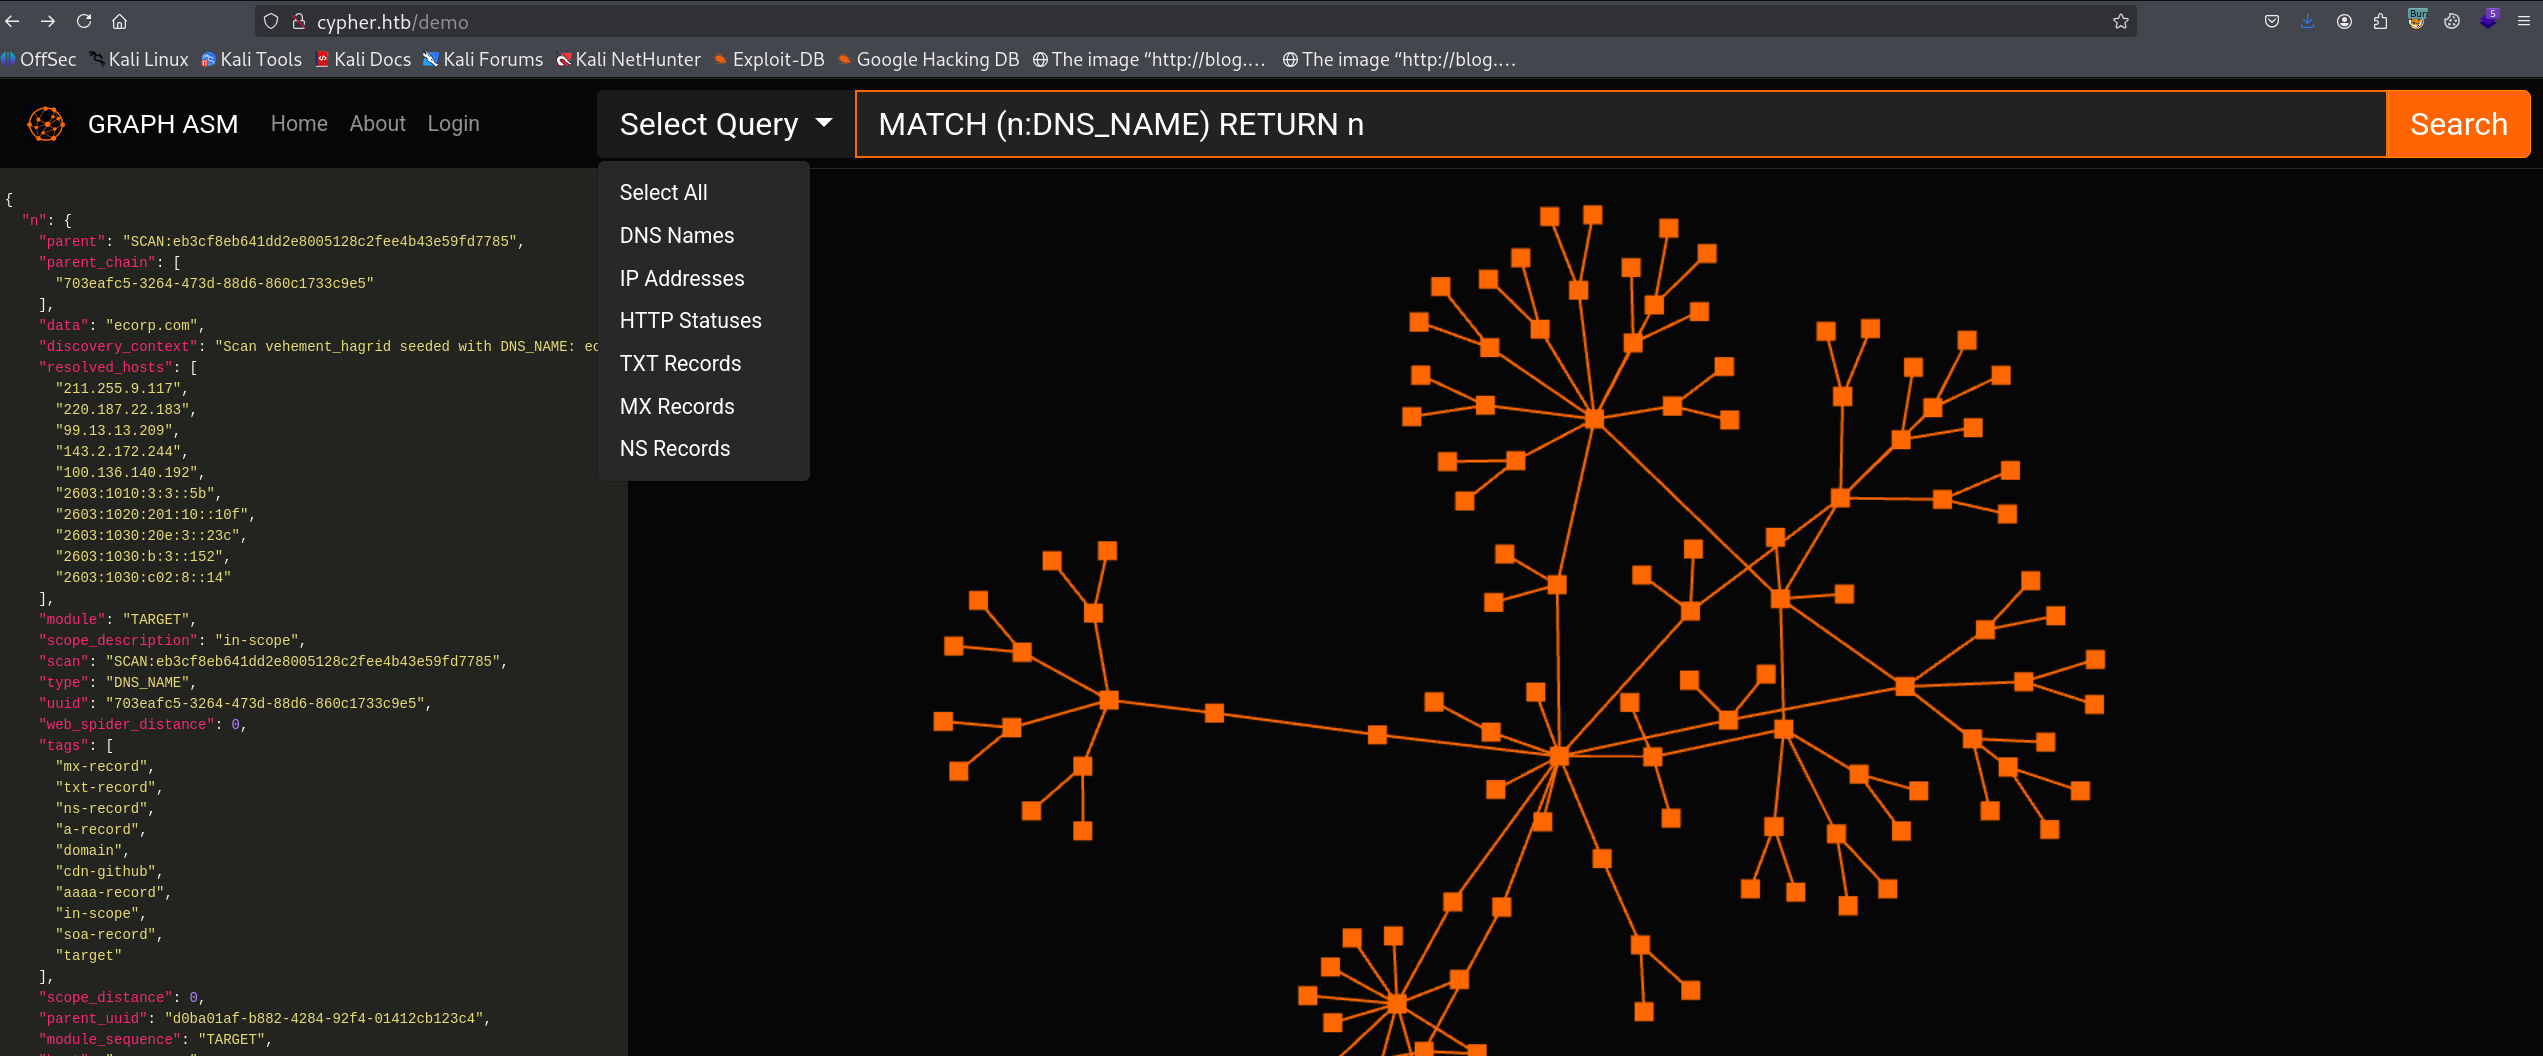 cypher.htb/demo
Burp
5
OffSec Kali Linux Kali Tools Kali Docs Kali Forums Kali NetHunter Exploit-DB Google Hacking DB The image “http://blog.... The image “http://blog....
GRAPH ASM Home About Login Select Query MATCH (n:DNS_NAME) RETURN n Search
Select All
DNS Names
IP Addresses
HTTP Statuses
TXT Records
MX Records
NS Records
{
"n": {
"parent": "SCAN:eb3cf8eb641dd2e8005128c2fee4b43e59fd7785",
"parent_chain": [
"703eafc5-3264-473d-88d6-860c1733c9e5"
],
"data": "ecorp.com",
"discovery_context": "Scan vehement_hagrid seeded with DNS_NAME: ec
"resolved_hosts": [
"211.255.9.117",
"220.187.22.183",
"99.13.13.209",
"143.2.172.244",
"100.136.140.192",
"2603:1010:3:3::5b",
"2603:1020:201:10::10f",
"2603:1030:20e:3::23c",
"2603:1030:b:3::152",
"2603:1030:c02:8::14"
],
"module": "TARGET",
"scope_description": "in-scope",
"scan": "SCAN:eb3cf8eb641dd2e8005128c2fee4b43e59fd7785",
"type": "DNS_NAME",
"uuid": "703eafc5-3264-473d-88d6-860c1733c9e5",
"web_spider_distance": 0,
"tags": [
"mx-record",
"txt-record",
"ns-record",
"a-record",
"domain",
"cdn-github",
"aaaa-record",
"in-scope",
"soa-record",
"target"
],
"scope_distance": 0,
"parent_uuid": "d0ba01af-b882-4284-92f4-01412cb123c4",
"module_sequence": "TARGET",